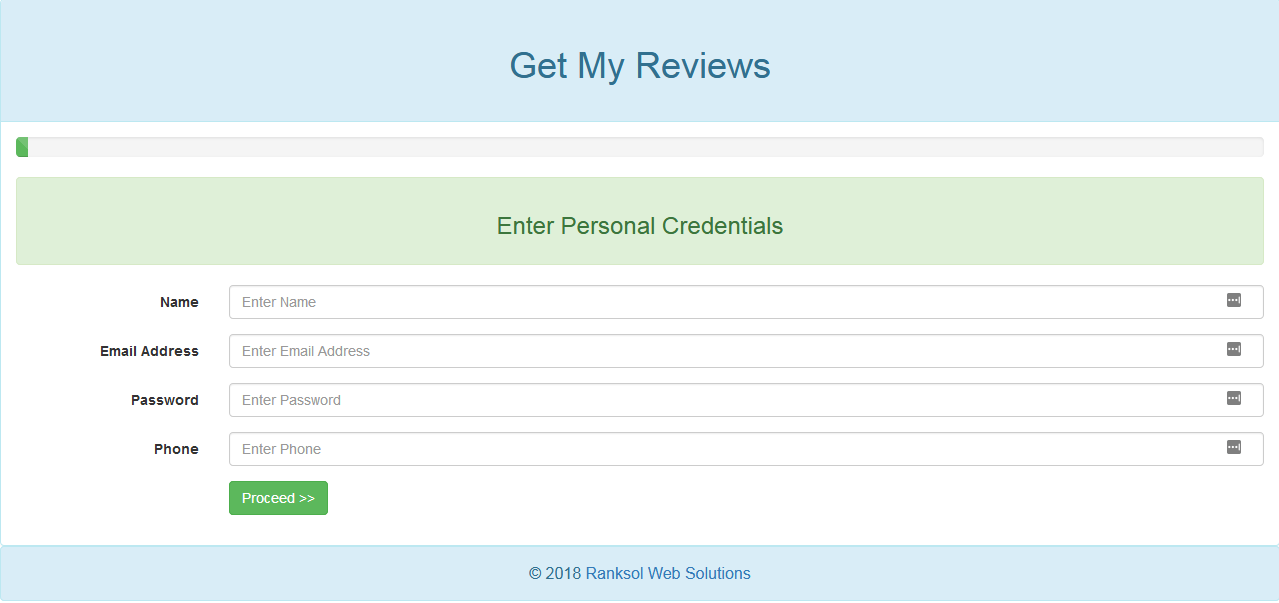 Get My Reviews
Enter Personal Credentials
Name Enter Name
Email Address Enter Email Address
Password Enter Password
Phone Enter Phone
Proceed >>
© 2018 Ranksol Web Solutions